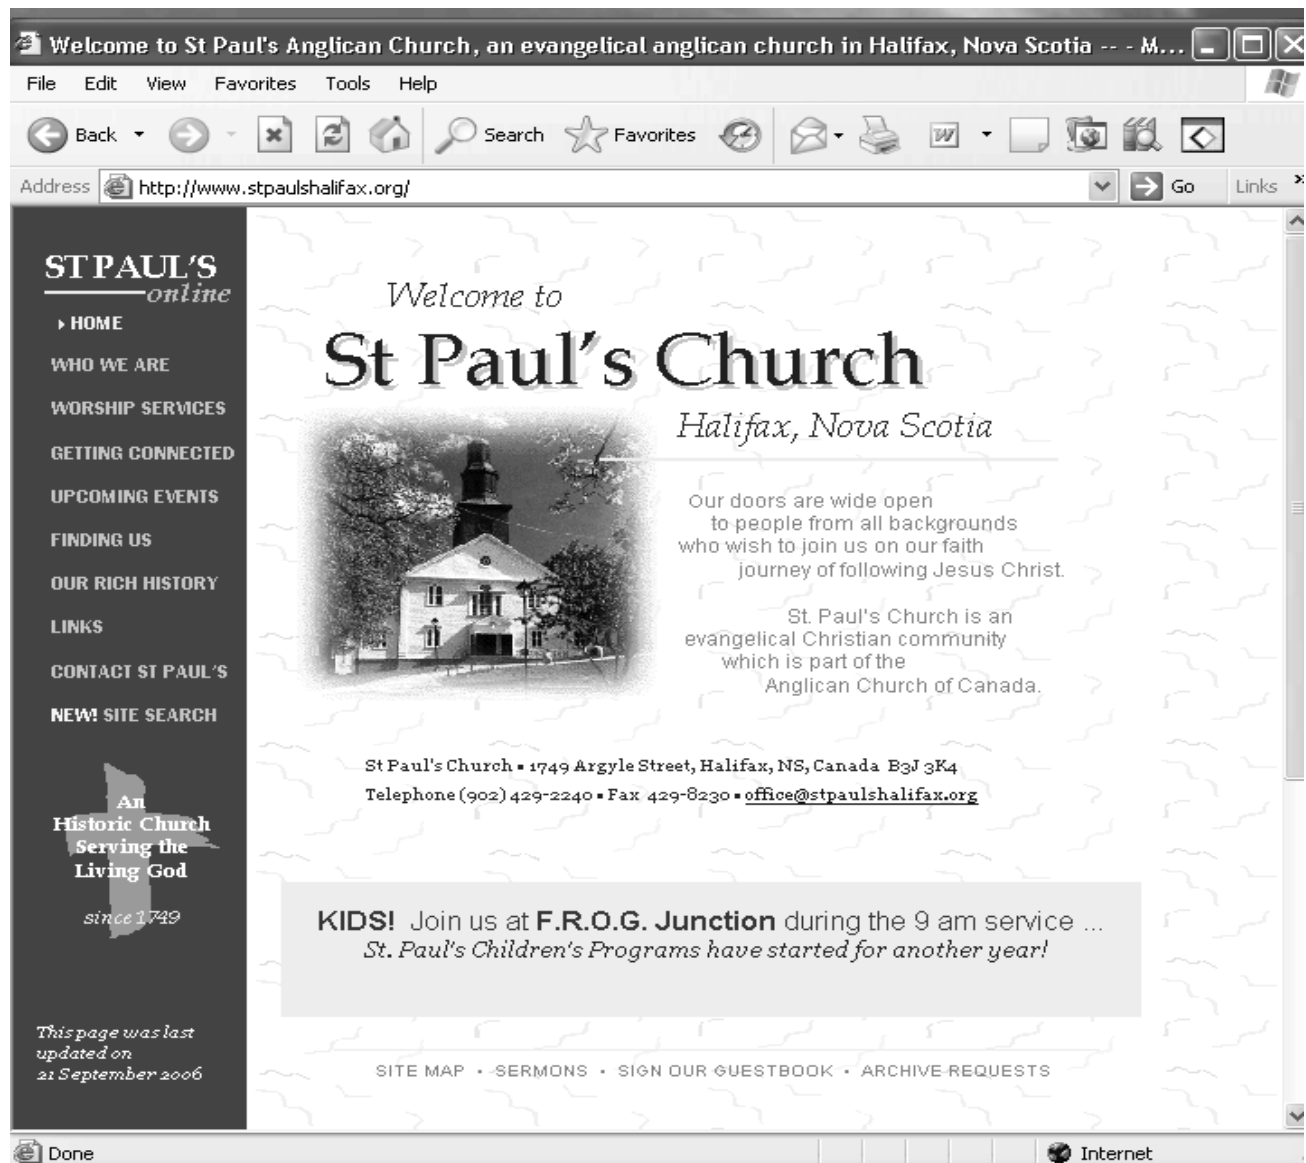 Welcome to St Paul's Anglican Church, an evangelical anglican church in Halifax, Nova Scotia -- - M...
File Edit View Favorites Tools Help
Back Search Favorites
Address http://www.stpaulshalifax.org/ Go Links »
ST PAUL'S
online
HOME
WHO WE ARE
WORSHIP SERVICES
GETTING CONNECTED
UPCOMING EVENTS
FINDING US
OUR RICH HISTORY
LINKS
CONTACT ST PAUL'S
NEW! SITE SEARCH
An
Historic Church
Serving the
Living God
since 1749
This page was last
updated on
21 September 2006
Welcome to
St Paul's Church
Halifax, Nova Scotia
Our doors are wide open
to people from all backgrounds
who wish to join us on our faith
journey of following Jesus Christ.
St. Paul's Church is an
evangelical Christian community
which is part of the
Anglican Church of Canada.
St Paul's Church ▪ 1749 Argyle Street, Halifax, NS, Canada B3J 3K4
Telephone (902) 429-2240 ▪ Fax 429-8230 ▪ office@stpaulshalifax.org
KIDS! Join us at F.R.O.G. Junction during the 9 am service ...
St. Paul's Children's Programs have started for another year!
SITE MAP • SERMONS • SIGN OUR GUESTBOOK • ARCHIVE REQUESTS
Done Internet